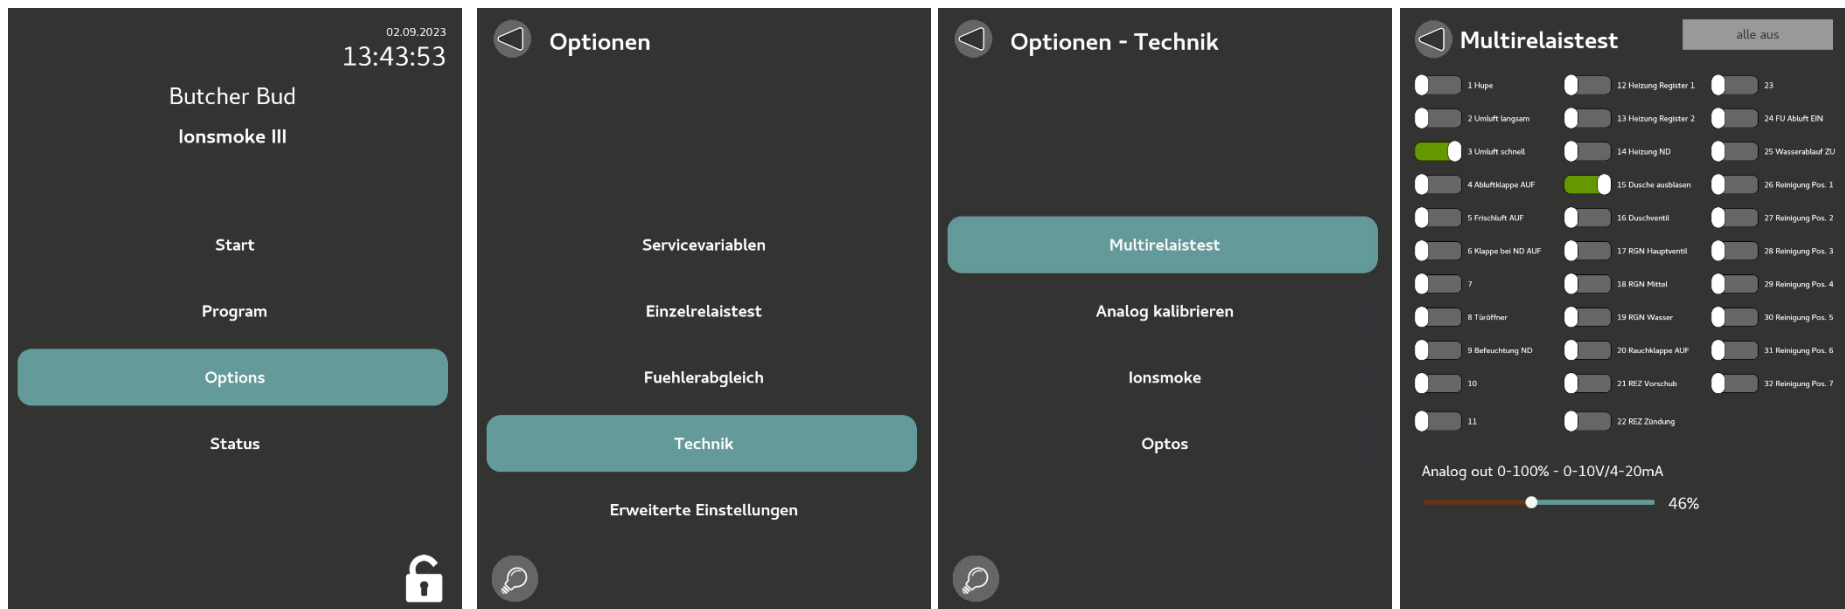 02.09.2023
13:43:53
Butcher Bud
Ionsmoke III
Start
Program
Options
Status
Optionen
Servicevariablen
Einzelrelaistest
Fuehlerabgleich
Technik
Erweiterte Einstellungen
Optionen - Technik
Multirelaistest
Analog kalibrieren
Ionsmoke
Optos
Multirelaistest
alle aus
1 Hupe
2 Umluft langsam
3 Umluft schnell
4 Abluftklappe AUF
5 Frischluft AUF
6 Klappe bei ND AUF
7
8 Türöffner
9 Befeuchtung ND
10
11
12 Heizung Register 1
13 Heizung Register 2
14 Heizung ND
15 Dusche ausblasen
16 Duschventil
17 RGN Hauptventil
18 RGN Mittel
19 RGN Wasser
20 Rauchklappe AUF
21 REZ Vorschub
22 REZ Zündung
23
24 FU Abluft EIN
25 Wasserablauf ZU
26 Reinigung Pos. 1
27 Reinigung Pos. 2
28 Reinigung Pos. 3
29 Reinigung Pos. 4
30 Reinigung Pos. 5
31 Reinigung Pos. 6
32 Reinigung Pos. 7
Analog out 0-100% - 0-10V/4-20mA
46%